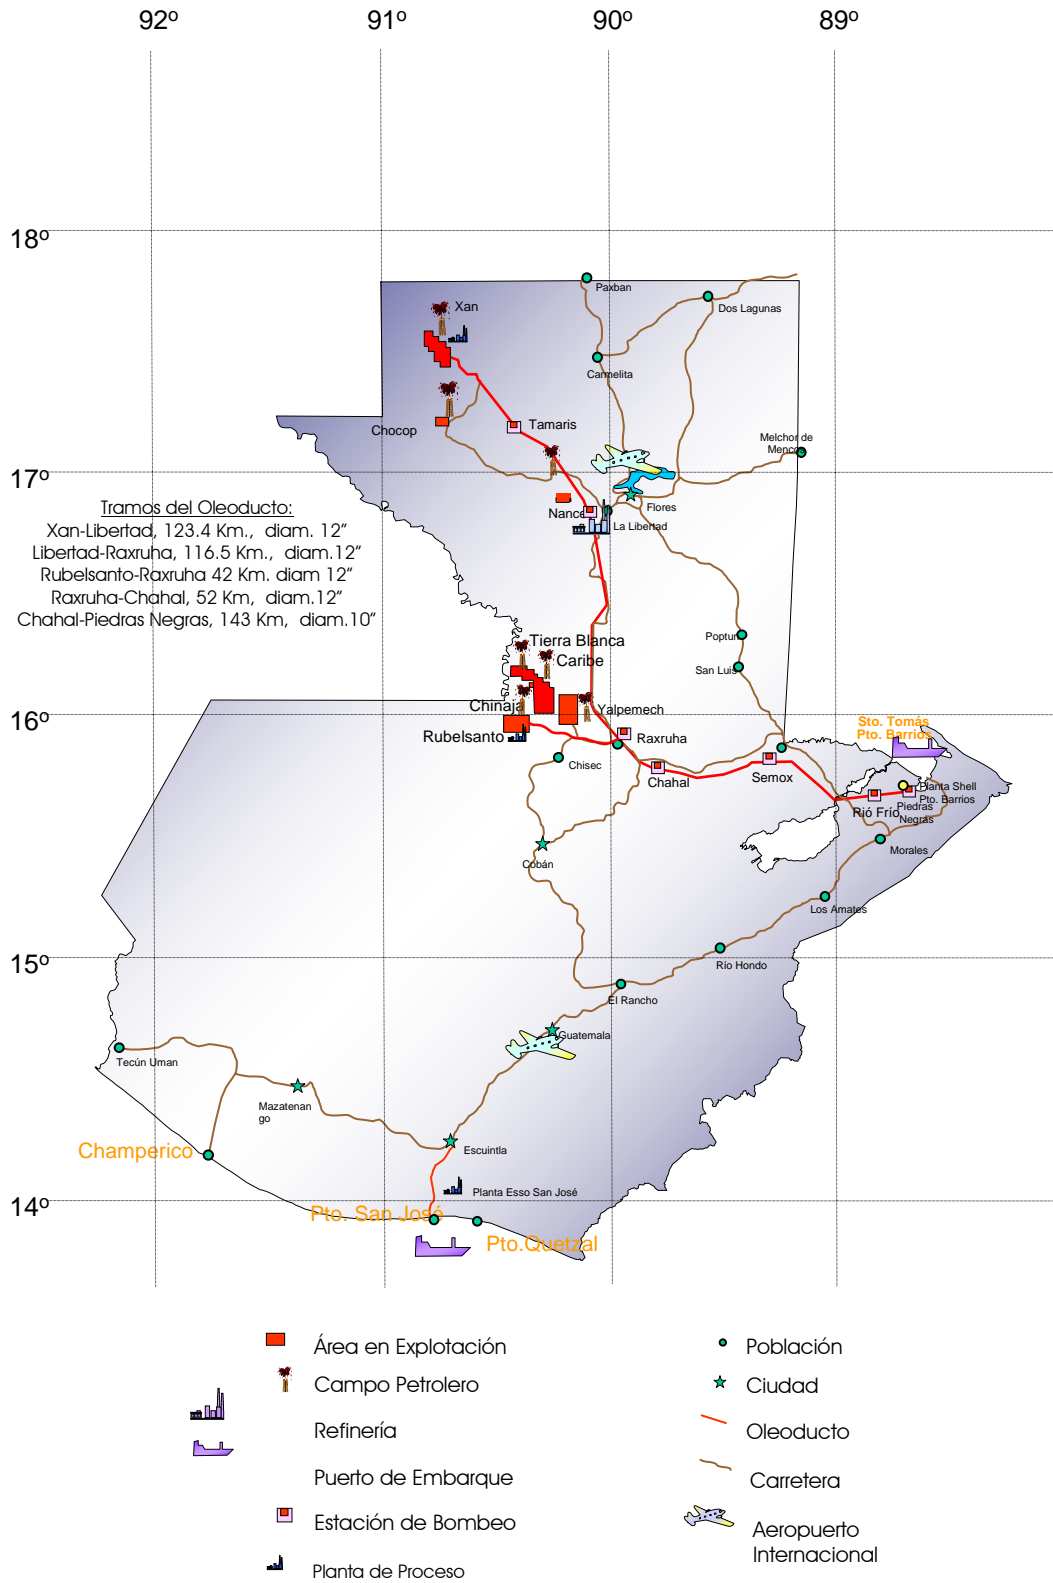 92º 91º 90º 89º
18º
Paxban
Xan
Dos Lagunas
Carmelita
Tamaris
Chocop
Melchor de
Mencos
17º
Tramos del Oleoducto:
Xan-Libertad, 123.4 Km., diam. 12”
Libertad-Raxruha, 116.5 Km., diam.12”
Rubelsanto-Raxruha 42 Km. diam 12”
Raxruha-Chahal, 52 Km, diam.12”
Chahal-Piedras Negras, 143 Km, diam.10”
Flores
Nance
La Libertad
Tierra Blanca
Poptun
Caribe
San Luis
Chinaja
Yalpemech
16º
Sto. Tomás
Pto. Barrios
Rubelsanto
Raxruha
Chisec
Chahal
Semox
Planta Shell
Pto. Barrios
Rió Frío
Piedras
Negras
Morales
Cobán
Los Amates
15º
Río Hondo
El Rancho
Guatemala
Tecún Uman
Mazatenan
go
Champerico
Escuintla
Planta Esso San José
14º
Pto. San José
Pto.Quetzal
Área en Explotación
Campo Petrolero
Refinería
Puerto de Embarque
Estación de Bombeo
Planta de Proceso
Población
Ciudad
Oleoducto
Carretera
Aeropuerto
Internacional